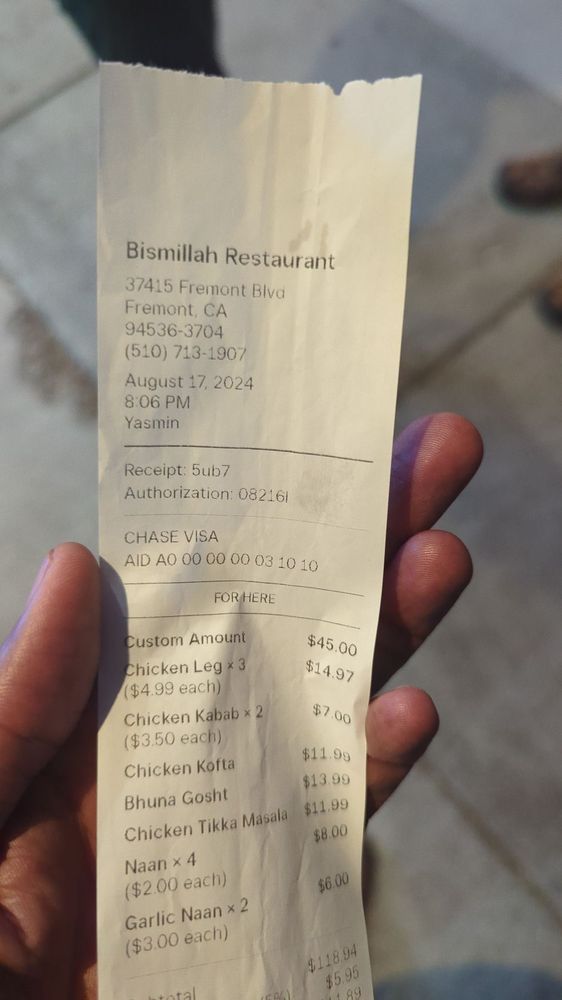 Bismillah Restaurant
37415 Fremont Blvd
Fremont, CA
94536-3704
(510) 713-1907
August 17, 2024
8:06 PM
Yasmin
Receipt: 5ub7
Authorization: 08216I
CHASE VISA
AID A0 00 00 00 03 10 10
FOR HERE
Custom Amount $45.00
Chicken Leg × 3 $14.97
($4.99 each)
Chicken Kabab × 2 $7.00
($3.50 each)
Chicken Kofta $11.99
Bhuna Gosht $13.99
Chicken Tikka Masala $11.99
Naan × 4 $8.00
($2.00 each)
Garlic Naan × 2 $6.00
($3.00 each)
$118.94
$5.95